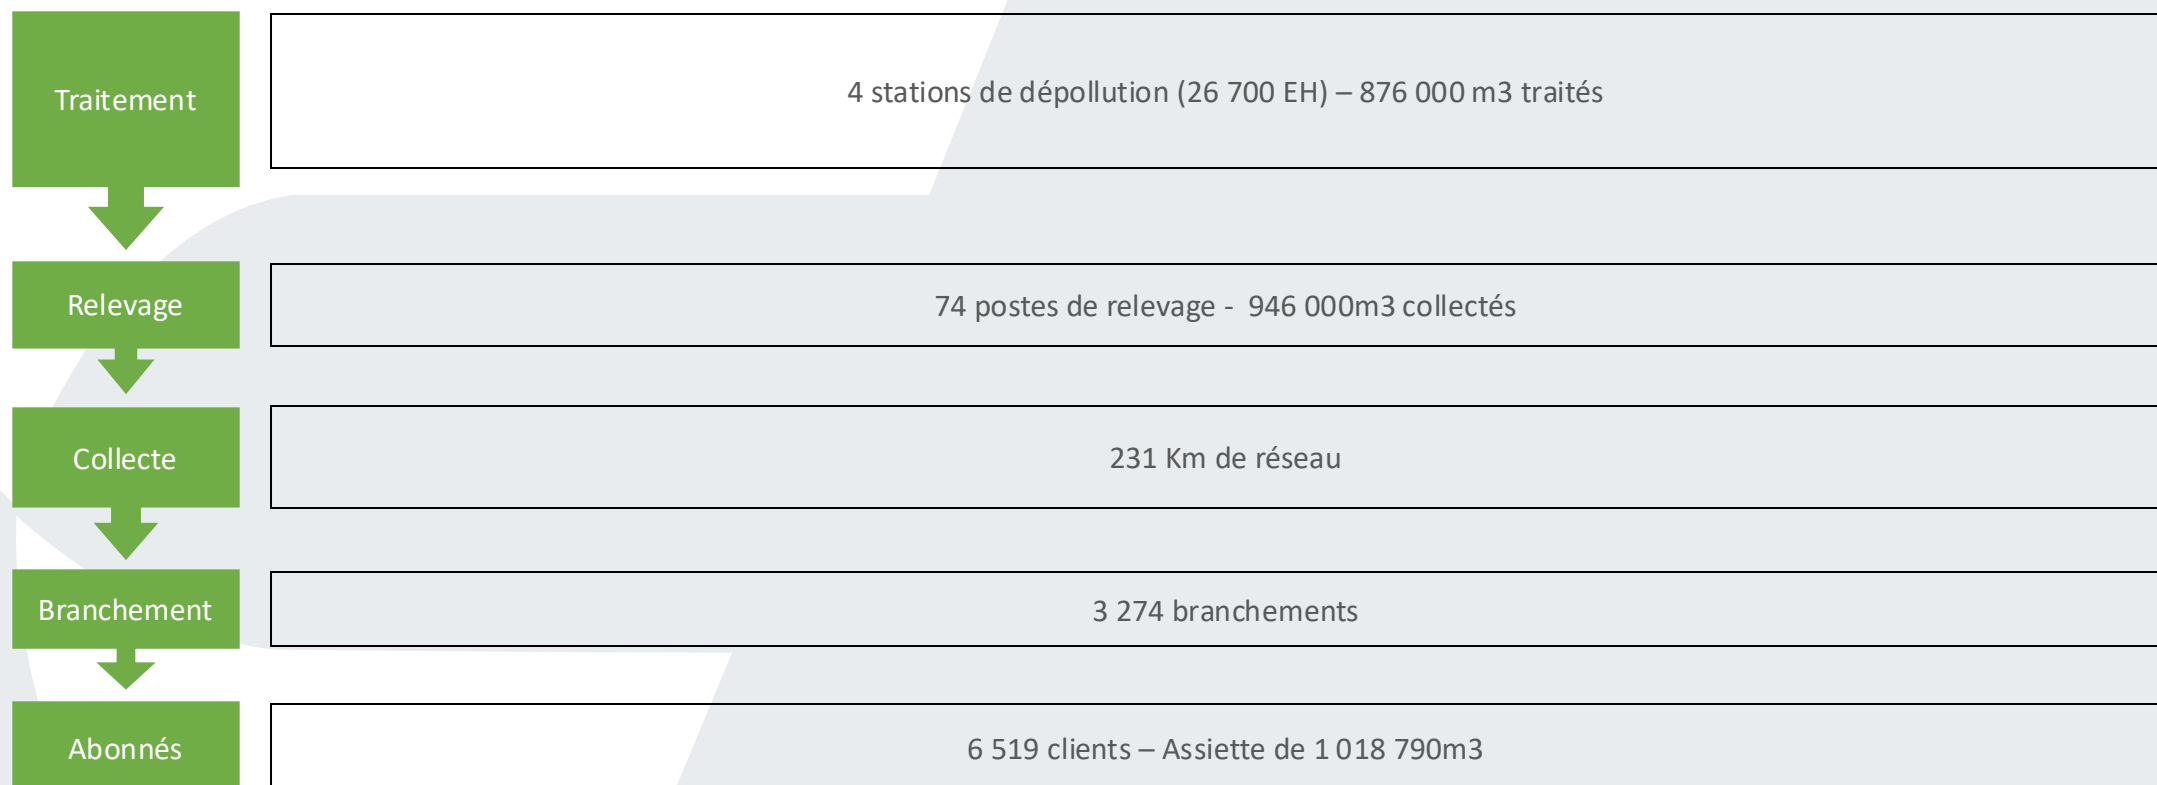 Traitement
4 stations de dépollution (26 700 EH) – 876 000 m3 traités
Relevage
74 postes de relevage - 946 000m3 collectés
Collecte
231 Km de réseau
Branchement
3 274 branchements
Abonnés
6 519 clients – Assiette de 1 018 790m3